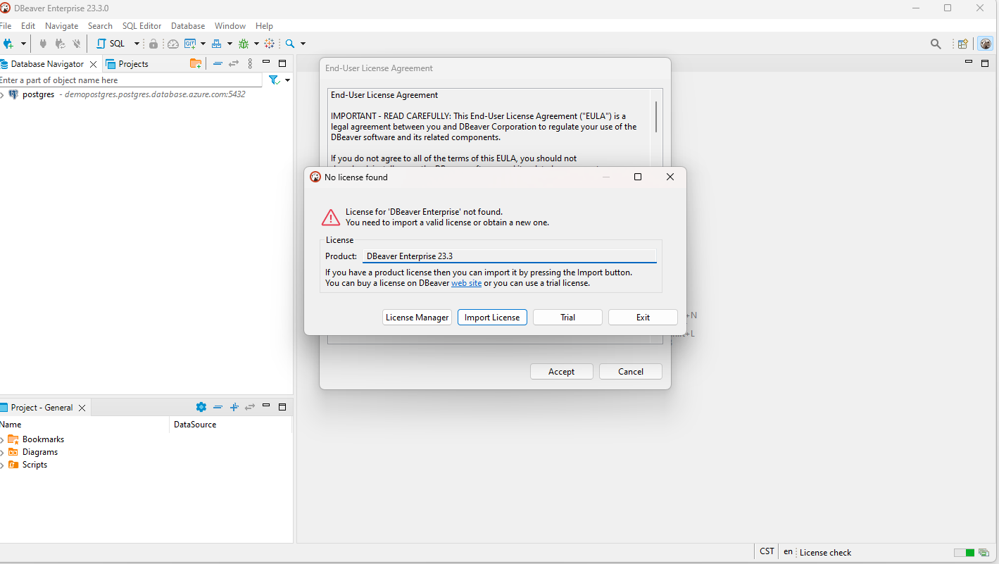 DBeaver Enterprise 23.3.0
File Edit Navigate Search SQL Editor Database Window Help
SQL
GIT
Database Navigator
Projects
Enter a part of object name here
postgres - demopostgres.postgres.database.azure.com:5432
End-User License Agreement
End-User License Agreement
IMPORTANT - READ CAREFULLY: This End-User License Agreement ("EULA") is a
legal agreement between you and DBeaver Corporation to regulate your use of the
DBeaver software and its related components.
If you do not agree to all of the terms of this EULA, you should not
No license found
License for 'DBeaver Enterprise' not found.
You need to import a valid license or obtain a new one.
License
Product: DBeaver Enterprise 23.3
If you have a product license then you can import it by pressing the Import button.
You can buy a license on DBeaver web site or you can use a trial license.
License Manager Import License Trial Exit
+N
+L
Accept Cancel
Project - General
Name DataSource
Bookmarks
Diagrams
Scripts
CST en License check